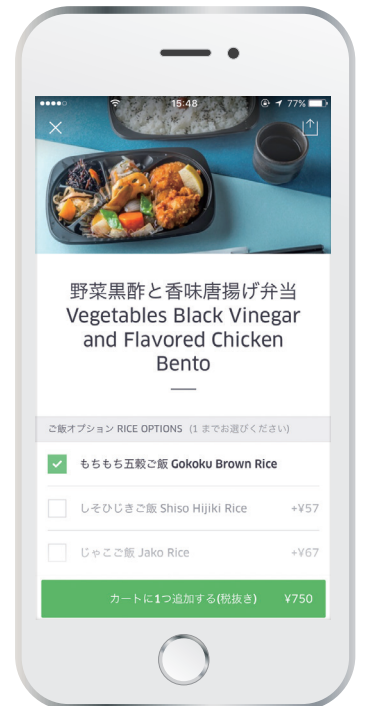 15:48
77%
野菜黒酢と香味唐揚げ弁当
Vegetables Black Vinegar
and Flavored Chicken
Bento
ご飯オプション RICE OPTIONS (1 までお選びください)
もちもち五穀ご飯 Gokoku Brown Rice
しそひじきご飯 Shiso Hijiki Rice +¥57
じゃこご飯 Jako Rice +¥67
カートに1つ追加する(税抜き) ¥750